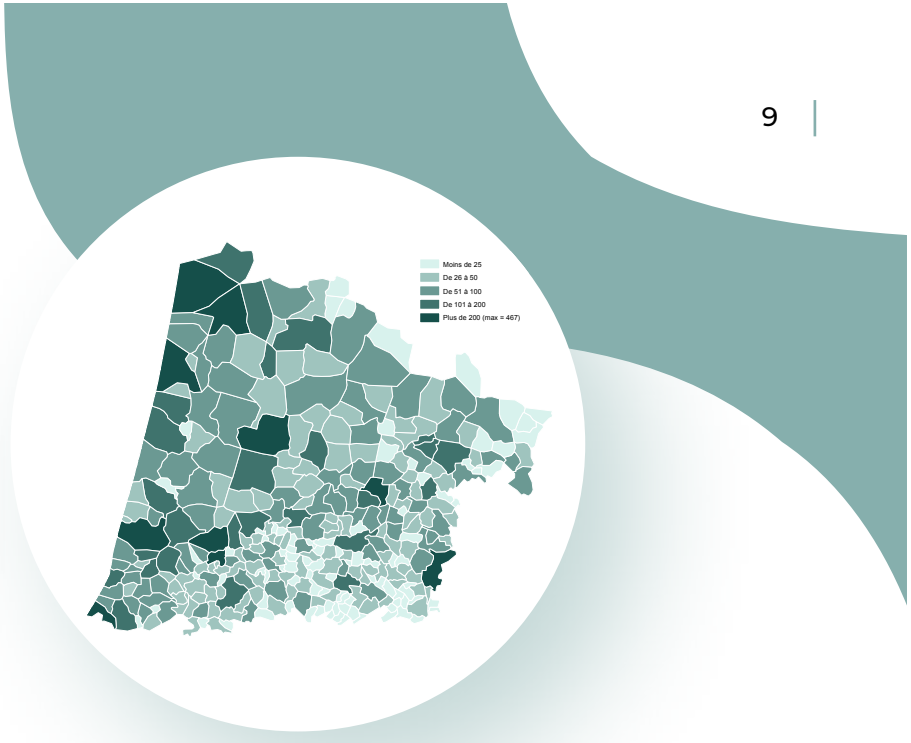 9
Moins de 25
De 26 à 50
De 51 à 100
De 101 à 200
Plus de 200 (max = 467)